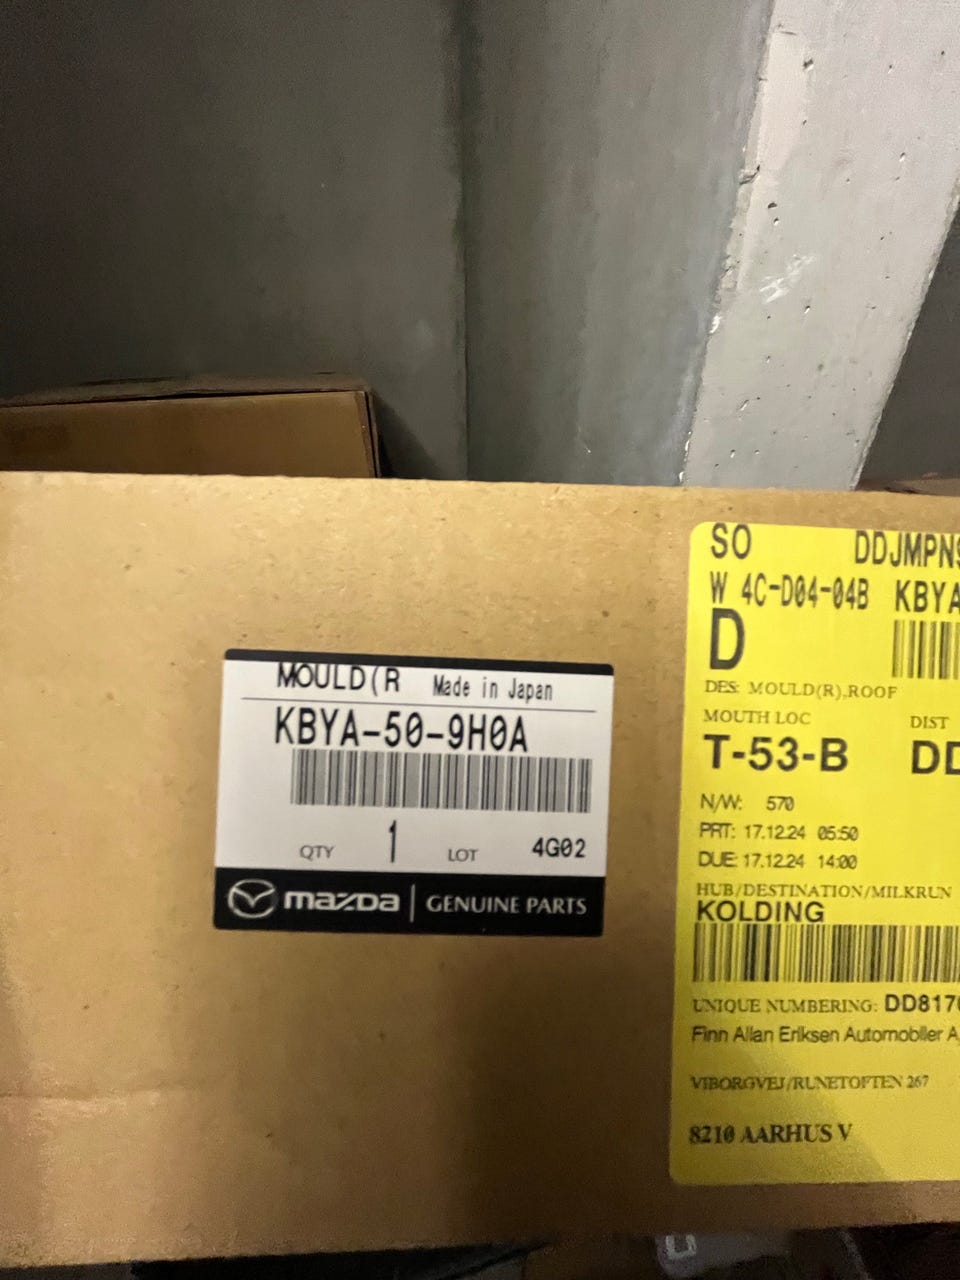 MOULD(R Made in Japan
KBYA-50-9H0A
QTY 1 LOT 4G02
mazda GENUINE PARTS
SO DDJMPN
W 4C-D04-04B KBYA
D
DES: MOULD(R),ROOF
MOUTH LOC DIST
T-53-B DD
N/W: 570
PRT: 17.12.24 05:50
DUE: 17.12.24 14:00
HUB/DESTINATION/MILKRUN
KOLDING
UNIQUE NUMBERING: DD817
Finn Allan Eriksen Automobiler A
VIBORGVEJ/RUNETOFTEN 267
8210 AARHUS V